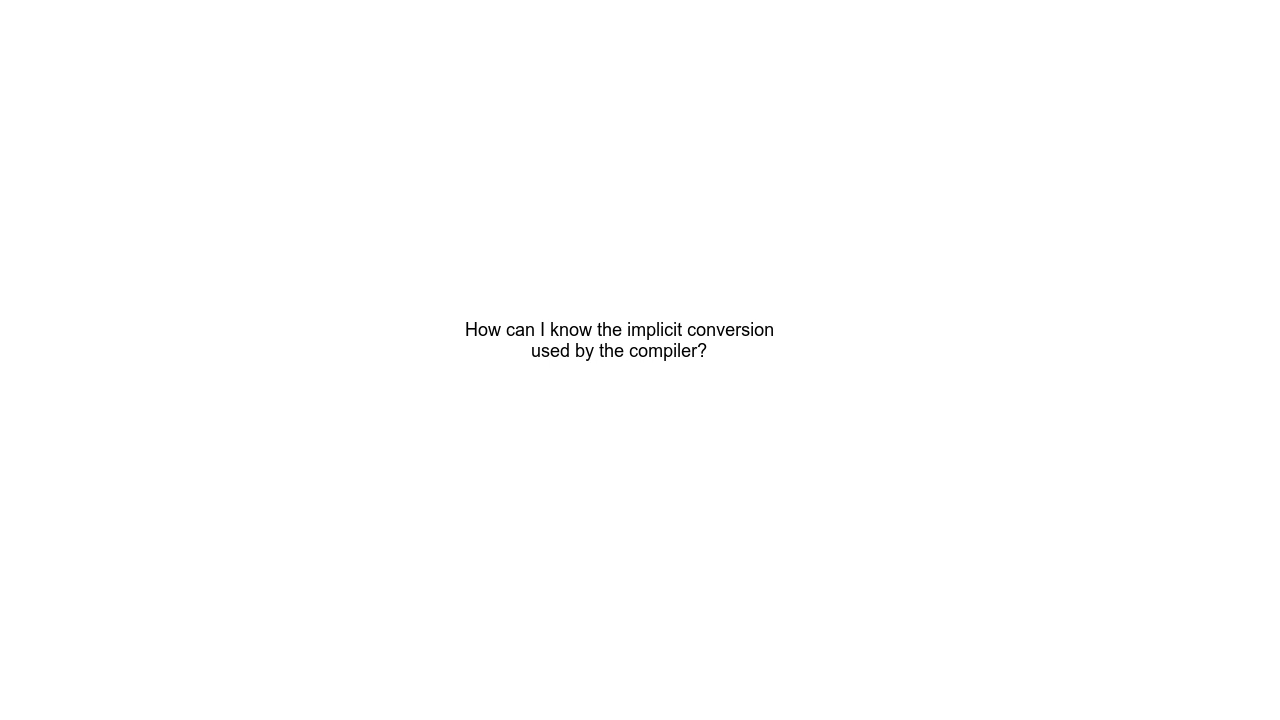 How can I know the implicit conversion
used by the compiler?